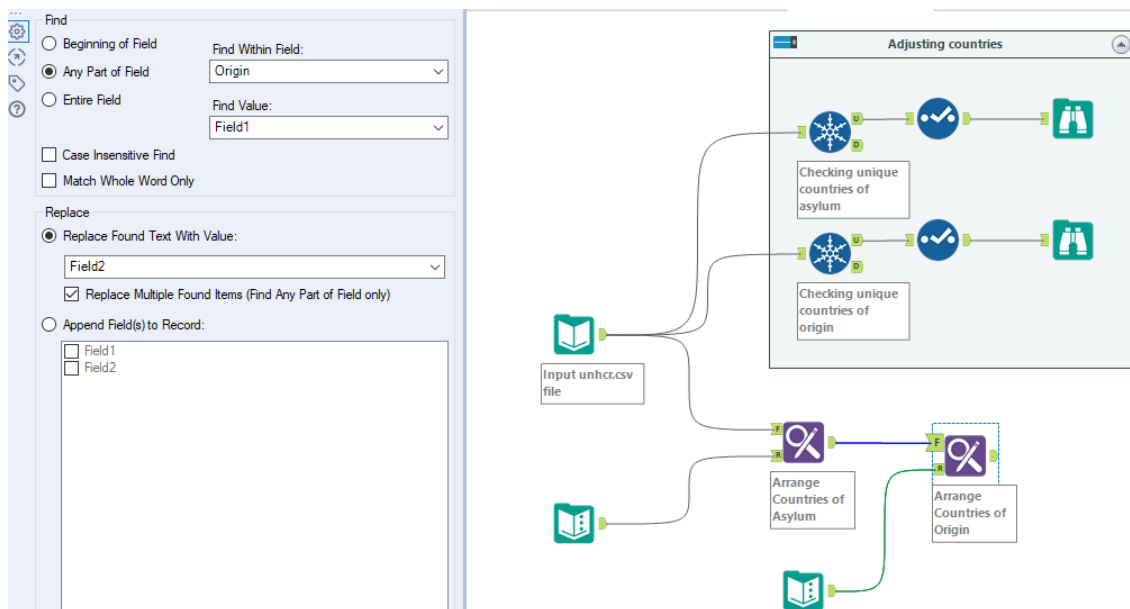 Find
Beginning of Field
Any Part of Field
Entire Field
Find Within Field:
Origin
Find Value:
Field1
Case Insensitive Find
Match Whole Word Only
Replace
Replace Found Text With Value:
Field2
Replace Multiple Found Items (Find Any Part of Field only)
Append Field(s) to Record:
Field1
Field2
Adjusting countries
U
D
Checking unique
countries of
asylum
U
D
Checking unique
countries of
origin
Input unhcr.csv
file
F
R
Arrange
Countries of
Asylum
F
R
Arrange
Countries of
Origin